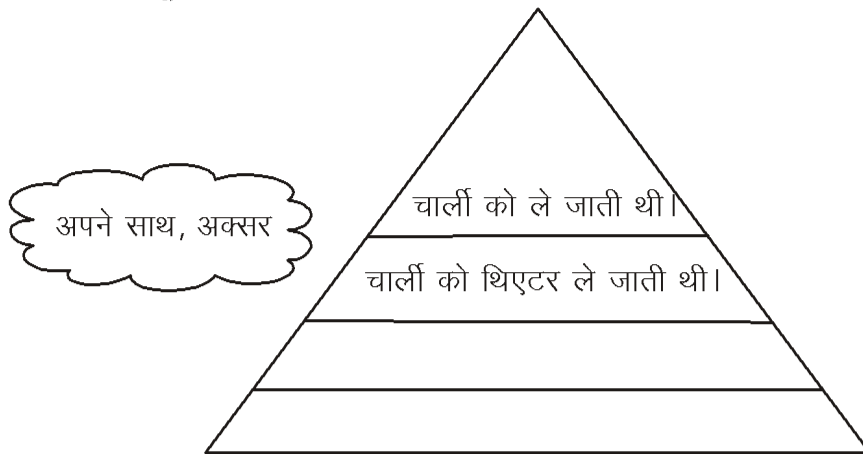 चार्ली को ले जाती थी।
अपने साथ, अक्सर
चार्ली को थिएटर ले जाती थी।